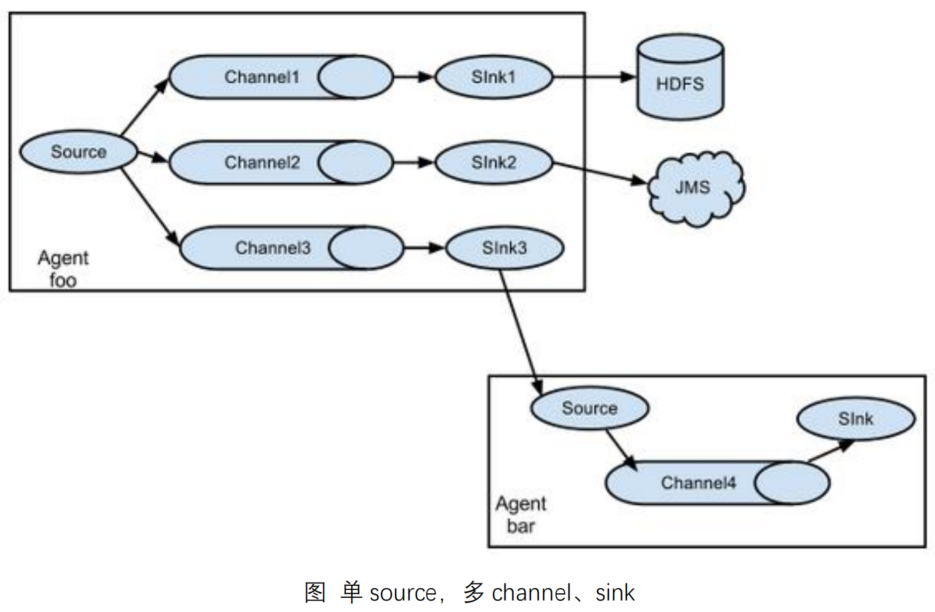 Channel1
SInk1
HDFS
Source
Channel2
SInk2
JMS
Channel3
SInk3
Agent
foo
Source
SInk
Channel4
Agent
bar
图 单 source，多 channel、sink